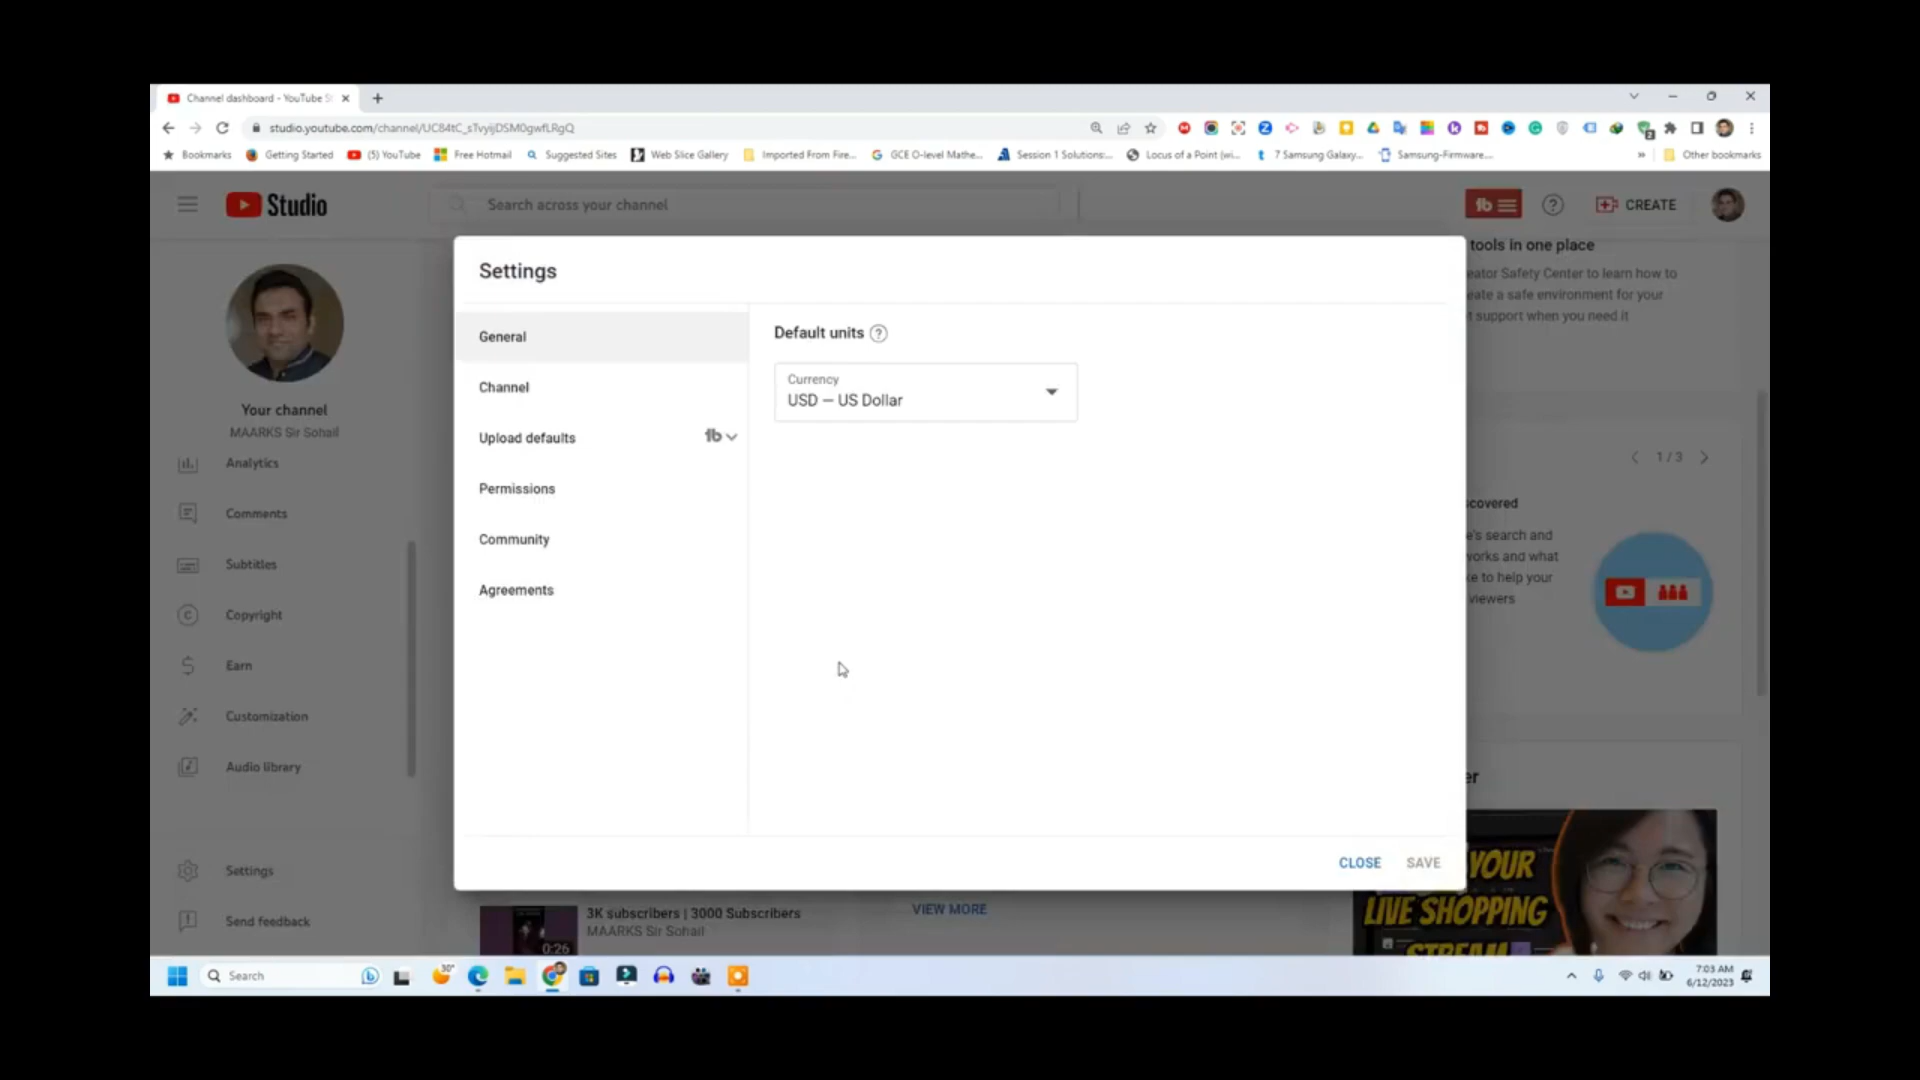 Channel dashboard - YouTube S
studio.youtube.com/channel/UC84tC_sTvyijDSM0gwfLRgQ
Bookmarks
Getting Started
(5) YouTube
Free Hotmail
Suggested Sites
Web Slice Gallery
Imported From Fire...
GCE O-level Mathe...
Session 1 Solutions:...
Locus of a Point (wi...
7 Samsung Galaxy...
Samsung-Firmware....
»
Other bookmarks
Studio
Search across your channel
CREATE
tools in one place
eator Safety Center to learn how to
eate a safe environment for your
t support when you need it
Your channel
MAARKS Sir Sohail
Analytics
Comments
Subtitles
Copyright
Earn
Customization
Audio library
Settings
Send feedback
Settings
General
Channel
Upload defaults
Permissions
Community
Agreements
Default units
Currency
USD — US Dollar
CLOSE
SAVE
1 / 3
covered
e's search and
works and what
ke to help your
viewers
er
YOUR
LIVE SHOPPING
STREAM
3K subscribers | 3000 Subscribers
MAARKS Sir Sohail
0:26
VIEW MORE
Search
30°
7:03 AM
6/12/2023